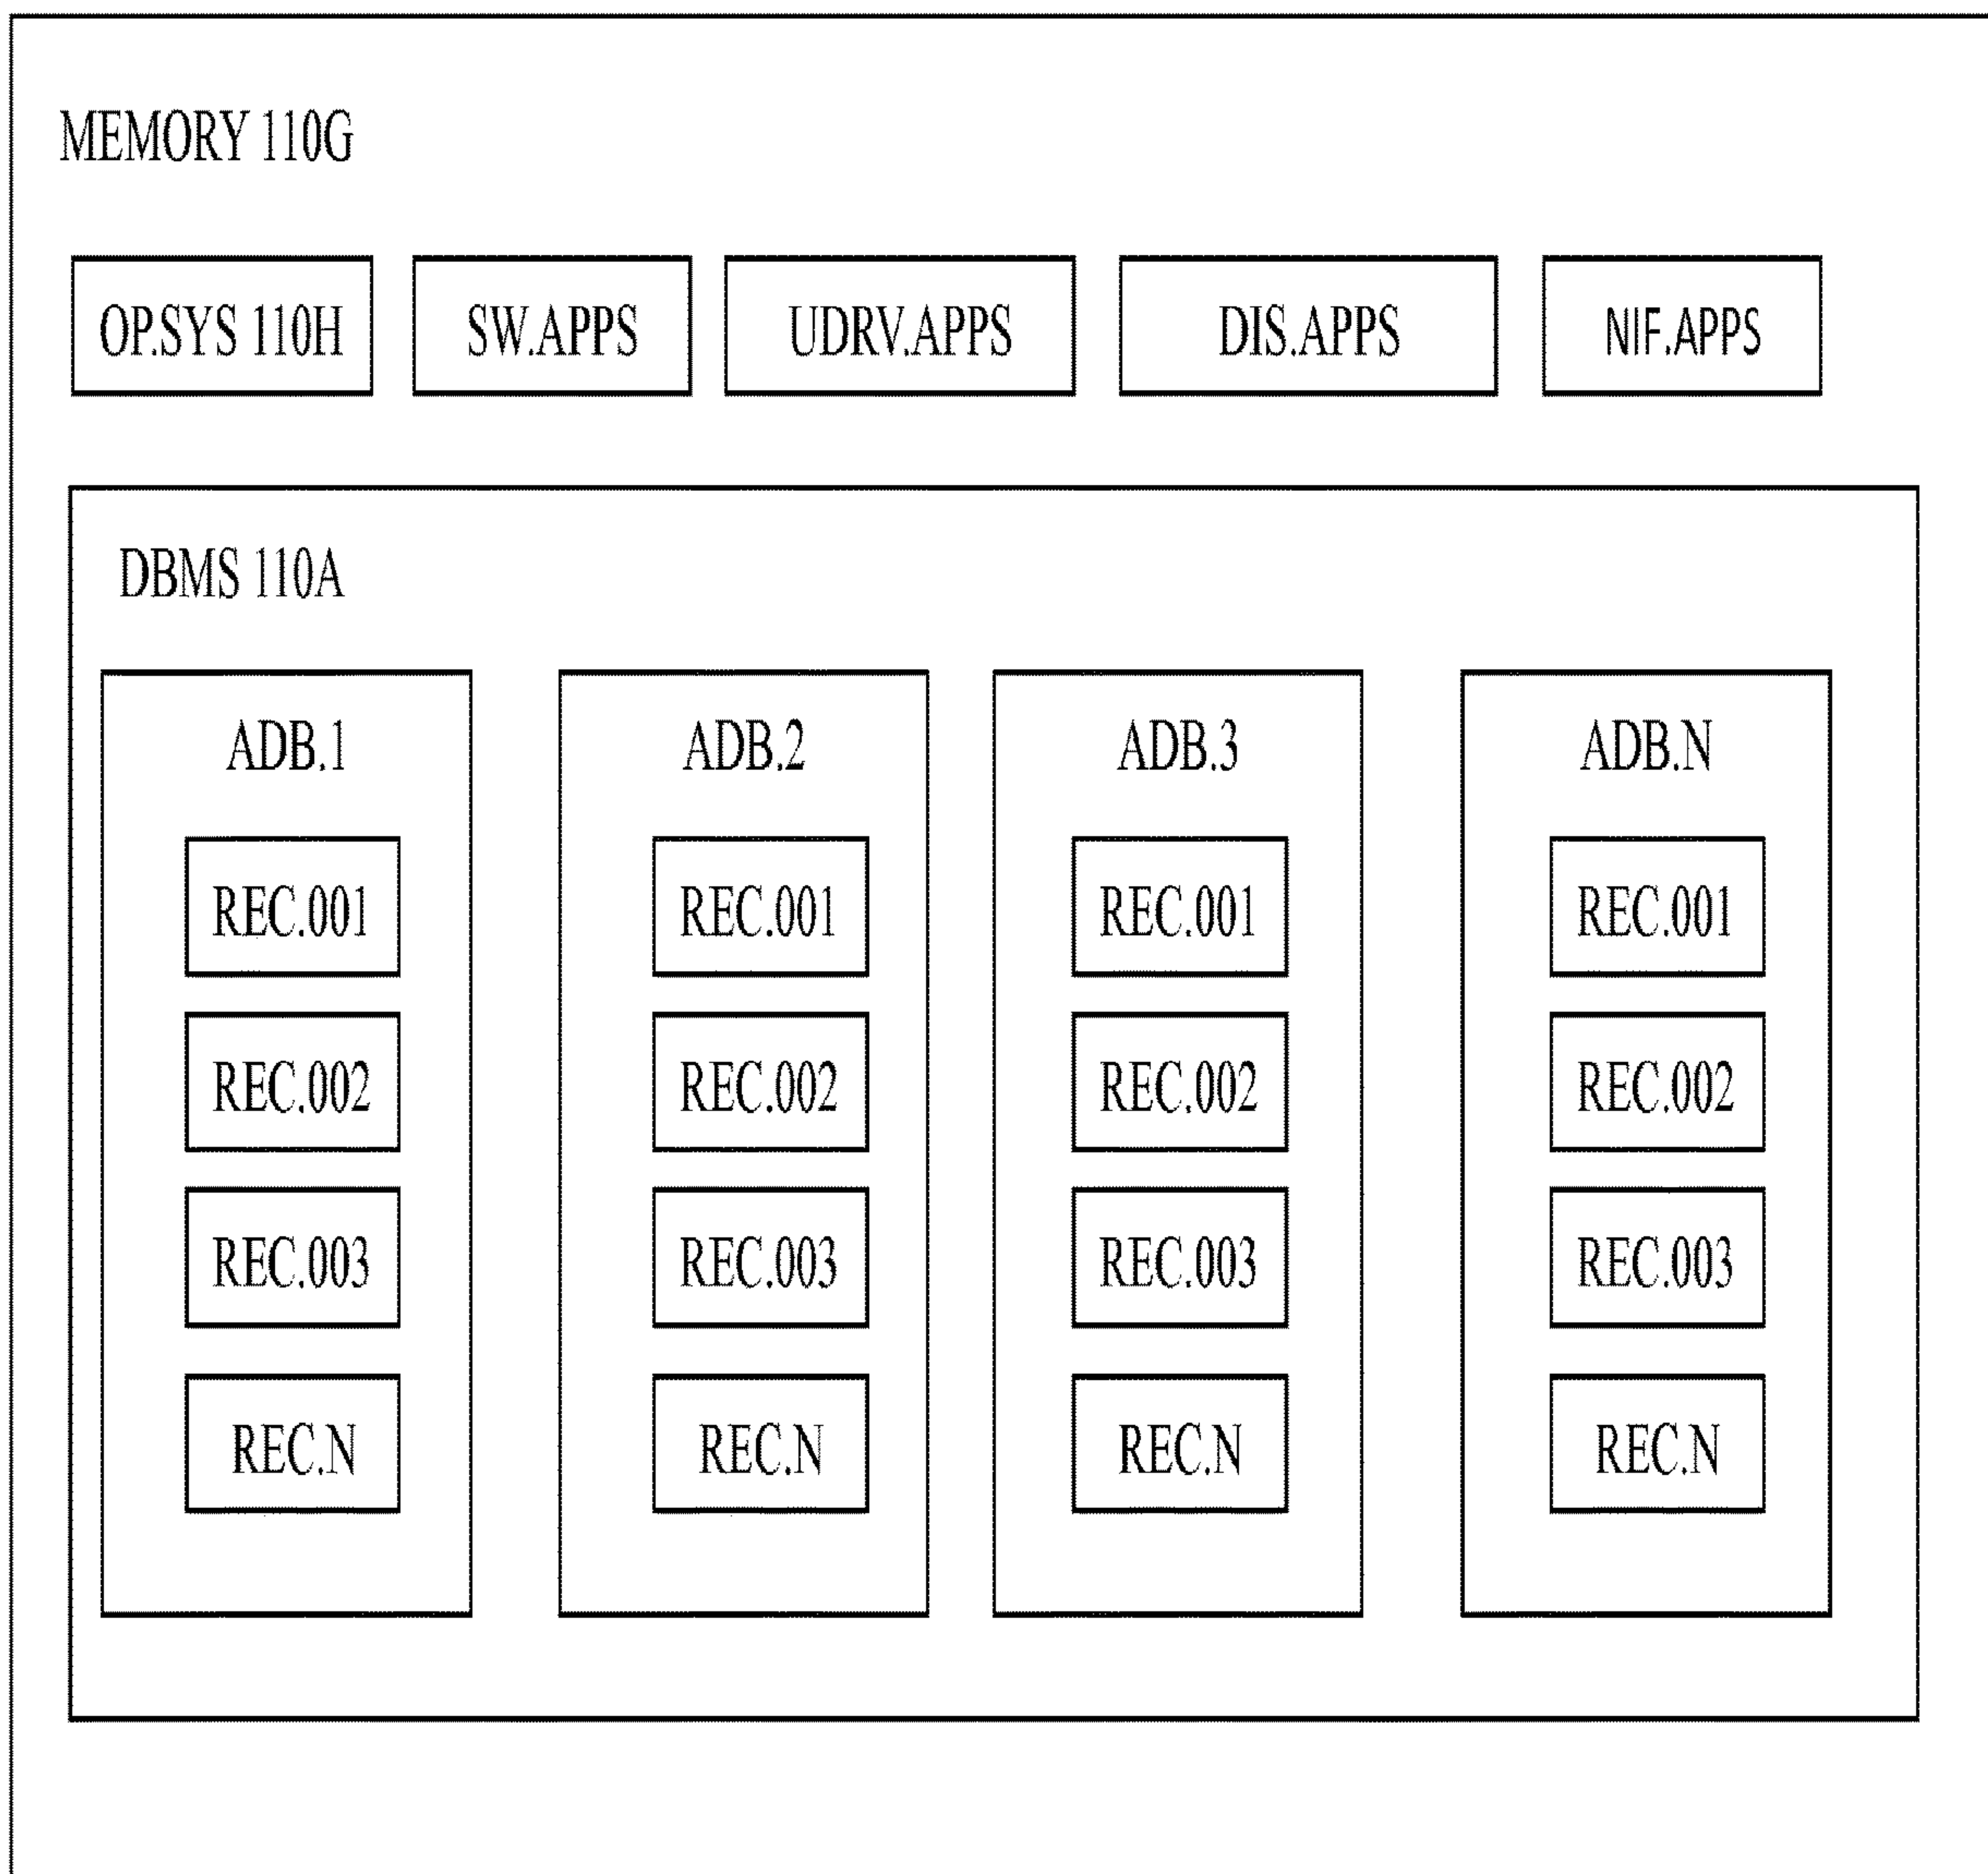 MEMORY 110G
OP.SYS 110H SW.APPS UDRV.APPS DIS.APPS NIF.APPS
DBMS 110A
ADB.1 ADB.2 ADB.3 ADB.N
REC.001 REC.001 REC.001 REC.001
REC.002 REC.002 REC.002 REC.002
REC.003 REC.003 REC.003 REC.003
REC.N REC.N REC.N REC.N